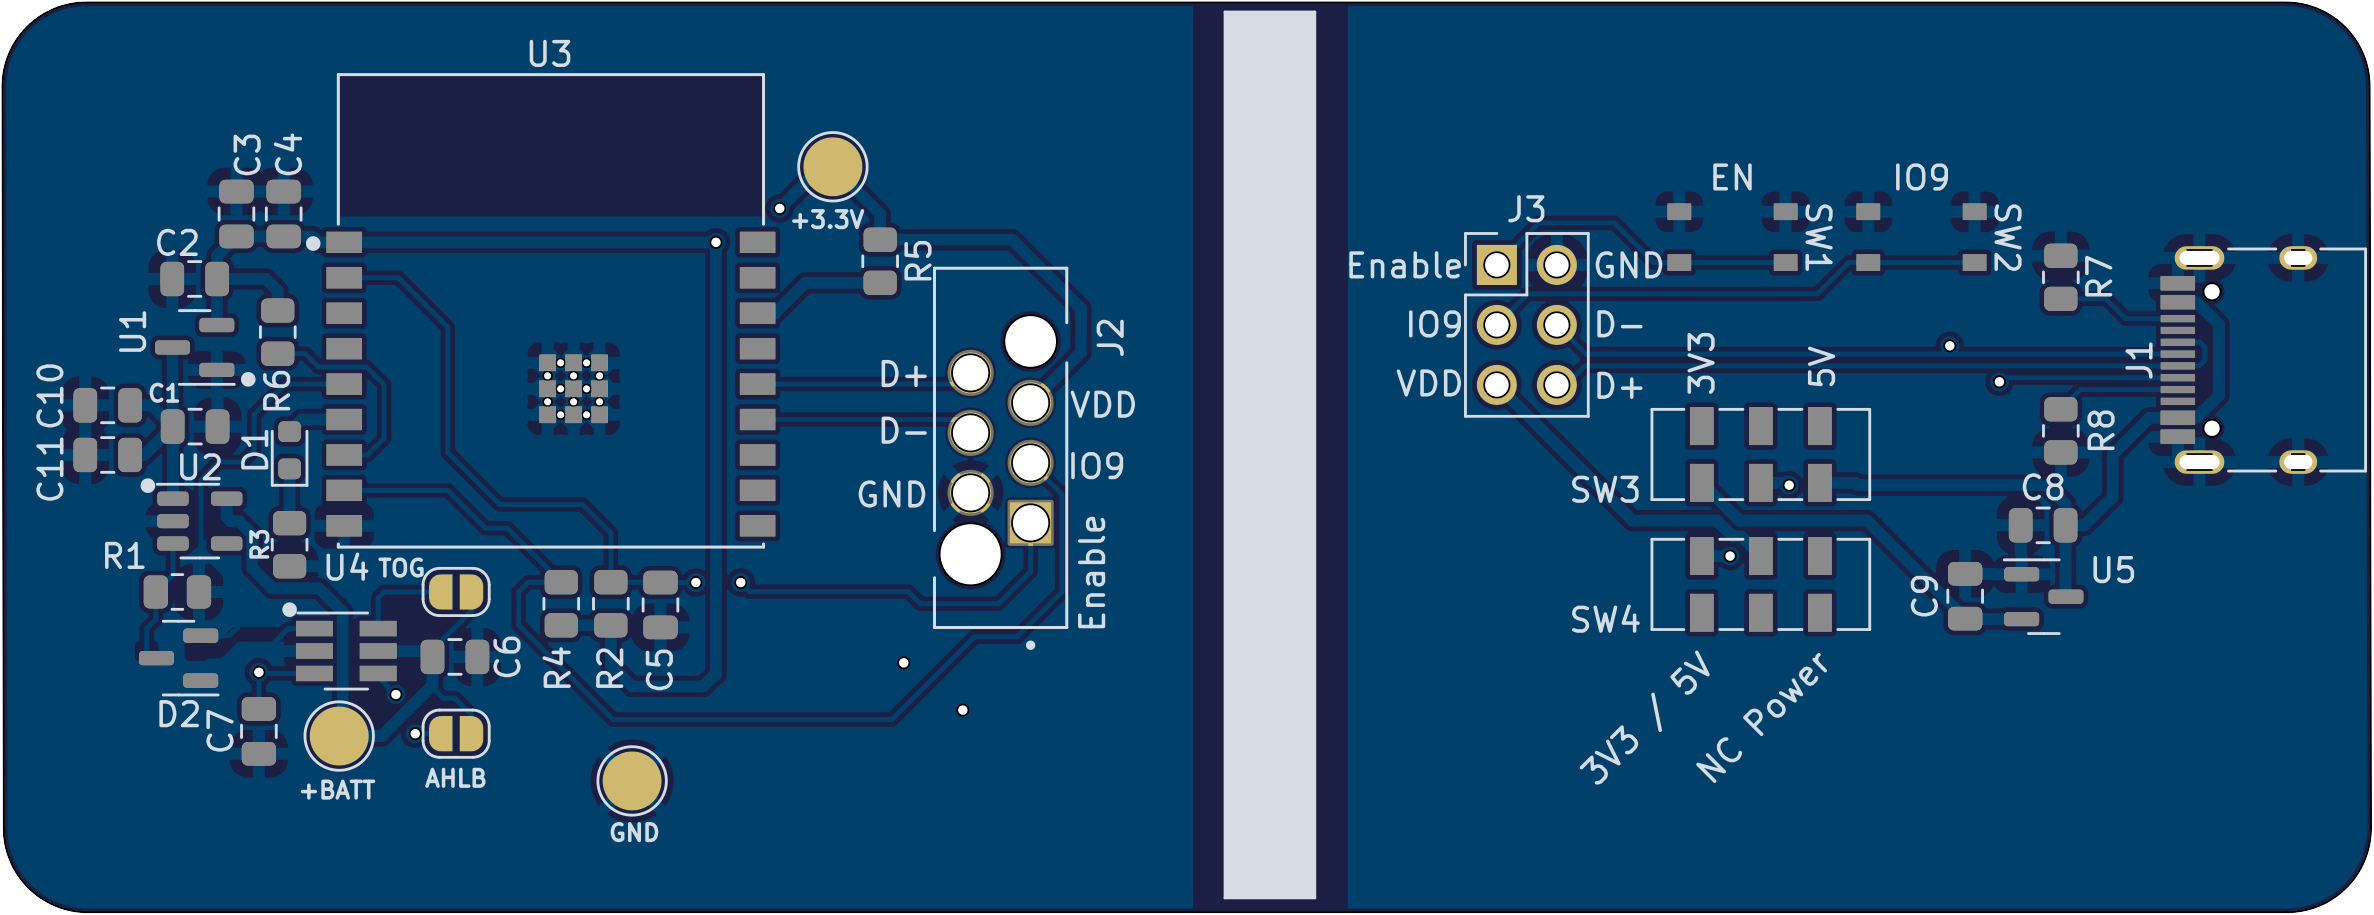 U3
C3
C4
+3.3V
C2
R5
U1
R6
C10
C1
C11
D1
U2
J2
D+
VDD
D-
IO9
GND
Enable
R1
R3
U4
TOG
C6
R4
R2
C5
D2
C7
+BATT
AHLB
GND
EN
IO9
J3
SW1
SW2
Enable
GND
R7
IO9
D-
3V3
5V
J1
VDD
D+
R8
SW3
C8
U5
C9
SW4
3V3 / 5V
NC Power